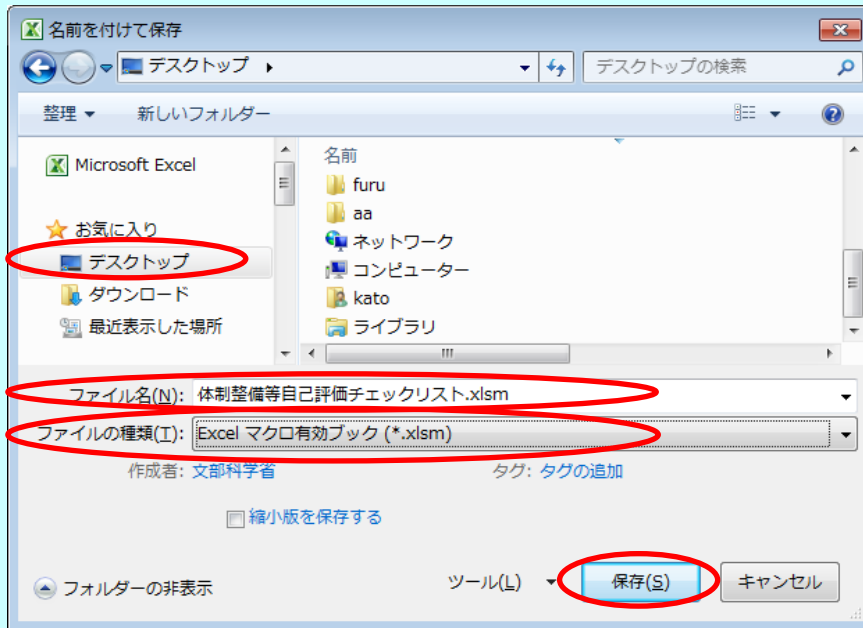 名前を付けて保存
デスクトップ
デスクトップの検索
整理
新しいフォルダー
Microsoft Excel
お気に入り
デスクトップ
ダウンロード
最近表示した場所
名前
furu
aa
ネットワーク
コンピューター
kato
ライブラリ
ファイル名(N): 体制整備等自己評価チェックリスト.xlsm
ファイルの種類(T): Excel マクロ有効ブック (*.xlsm)
作成者: 文部科学省 タグ: タグの追加
縮小版を保存する
フォルダーの非表示 ツール(L) 保存(S) キャンセル